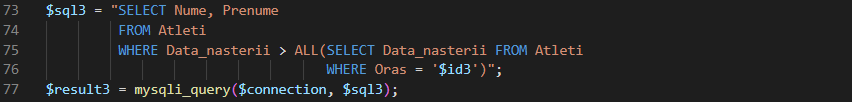 73 $sql3 = "SELECT Nume, Prenume
74 FROM Atleti
75 WHERE Data_nasterii > ALL(SELECT Data_nasterii FROM Atleti
76 WHERE Oras = '$id3')";
77 $result3 = mysqli_query($connection, $sql3);